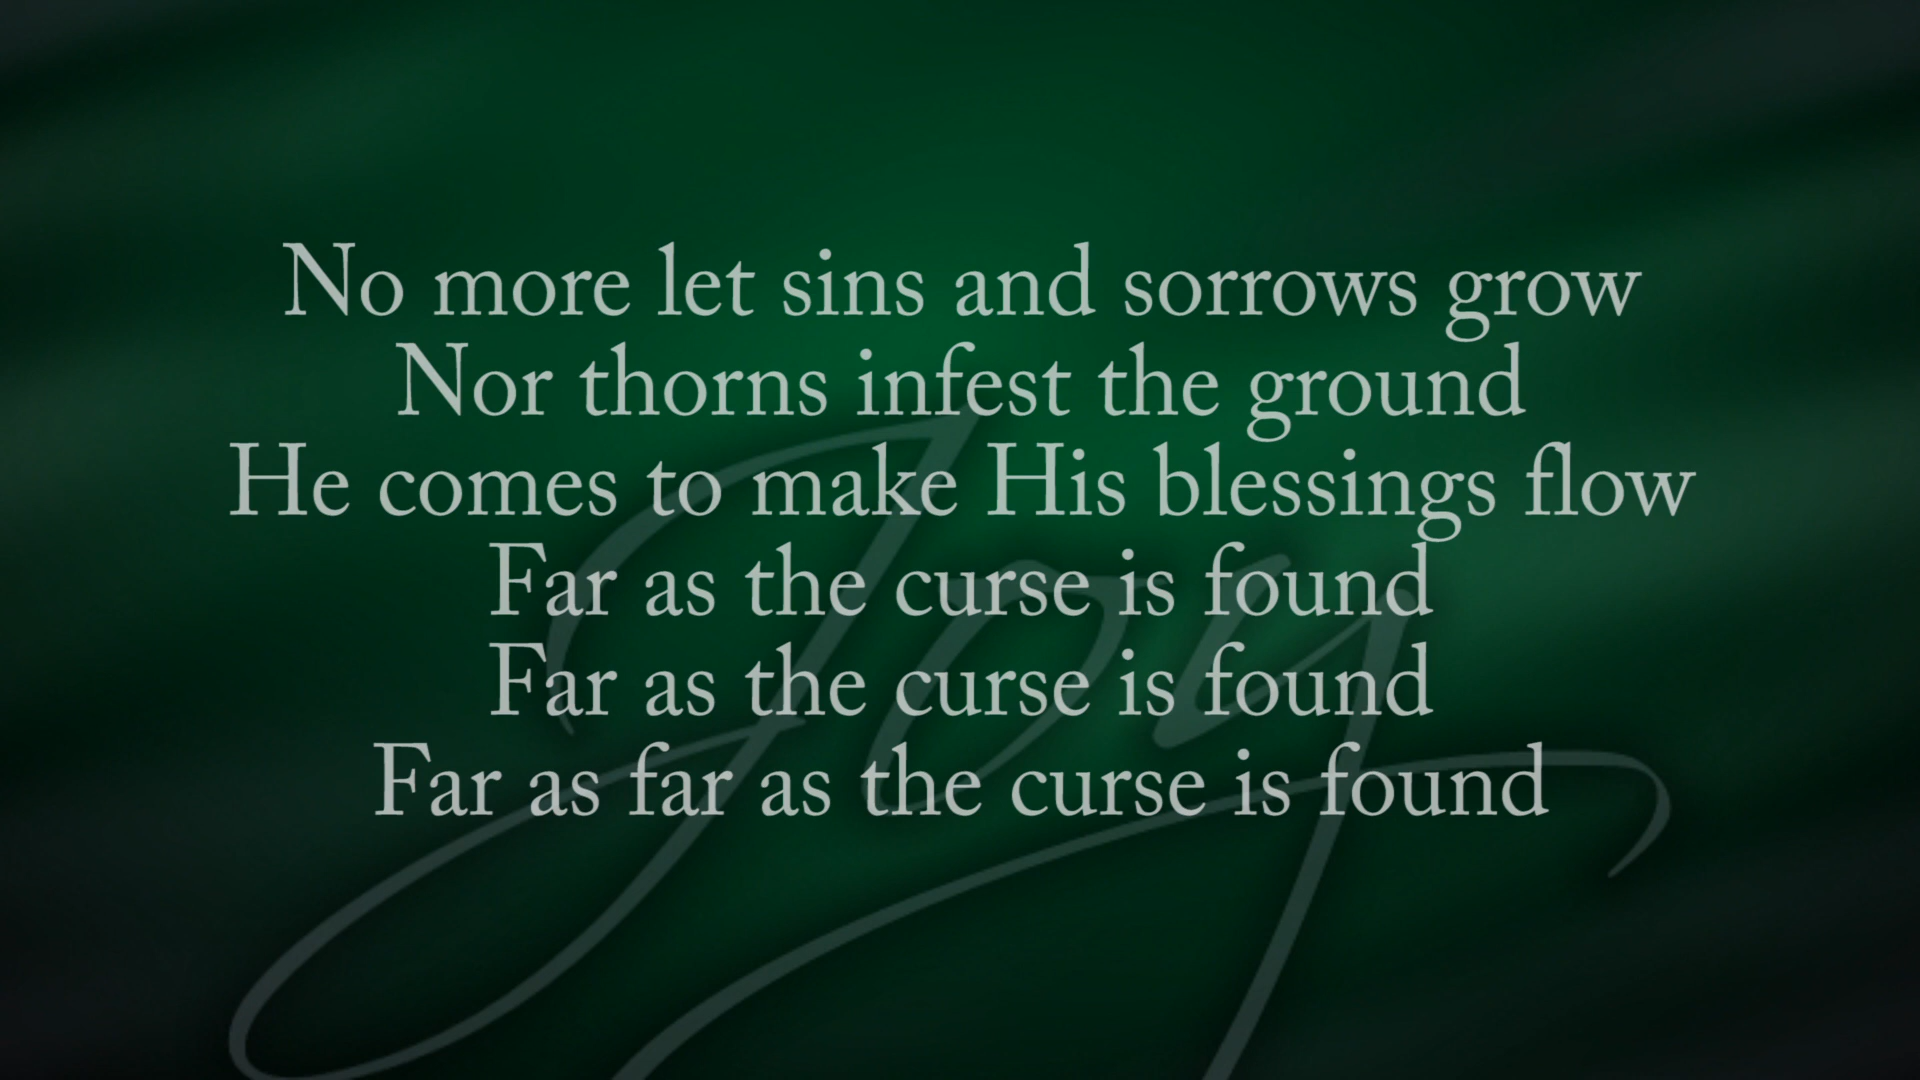 No more let sins and sorrows grow
Nor thorns infest the ground
He comes to make His blessings flow
Far as the curse is found
Far as the curse is found
Far as far as the curse is found
Joy